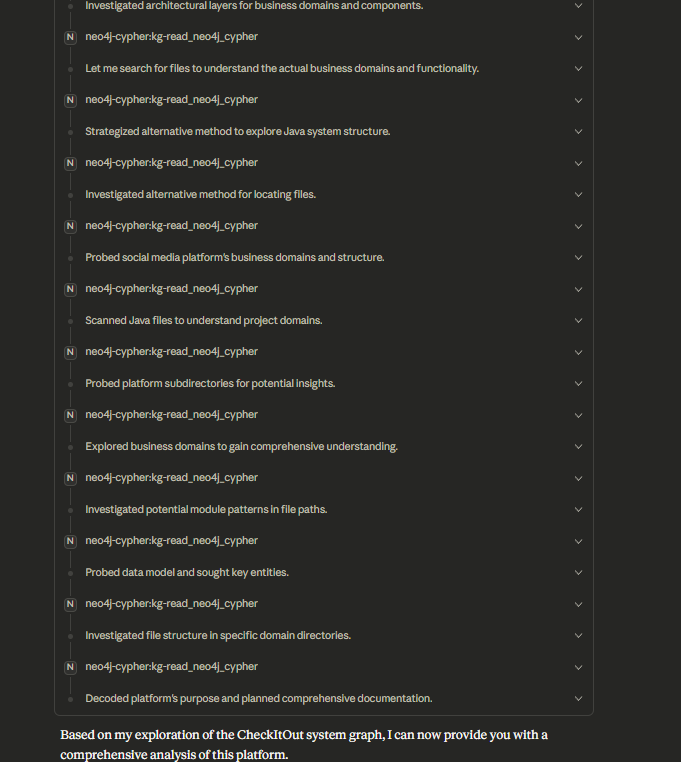 Investigated architectural layers for business domains and components.
N neo4j-cypher:kg-read_neo4j_cypher
Let me search for files to understand the actual business domains and functionality.
N neo4j-cypher:kg-read_neo4j_cypher
Strategized alternative method to explore Java system structure.
N neo4j-cypher:kg-read_neo4j_cypher
Investigated alternative method for locating files.
N neo4j-cypher:kg-read_neo4j_cypher
Probed social media platform's business domains and structure.
N neo4j-cypher:kg-read_neo4j_cypher
Scanned Java files to understand project domains.
N neo4j-cypher:kg-read_neo4j_cypher
Probed platform subdirectories for potential insights.
N neo4j-cypher:kg-read_neo4j_cypher
Explored business domains to gain comprehensive understanding.
N neo4j-cypher:kg-read_neo4j_cypher
Investigated potential module patterns in file paths.
N neo4j-cypher:kg-read_neo4j_cypher
Probed data model and sought key entities.
N neo4j-cypher:kg-read_neo4j_cypher
Investigated file structure in specific domain directories.
N neo4j-cypher:kg-read_neo4j_cypher
Decoded platform's purpose and planned comprehensive documentation.
Based on my exploration of the CheckItOut system graph, I can now provide you with a
comprehensive analysis of this platform.